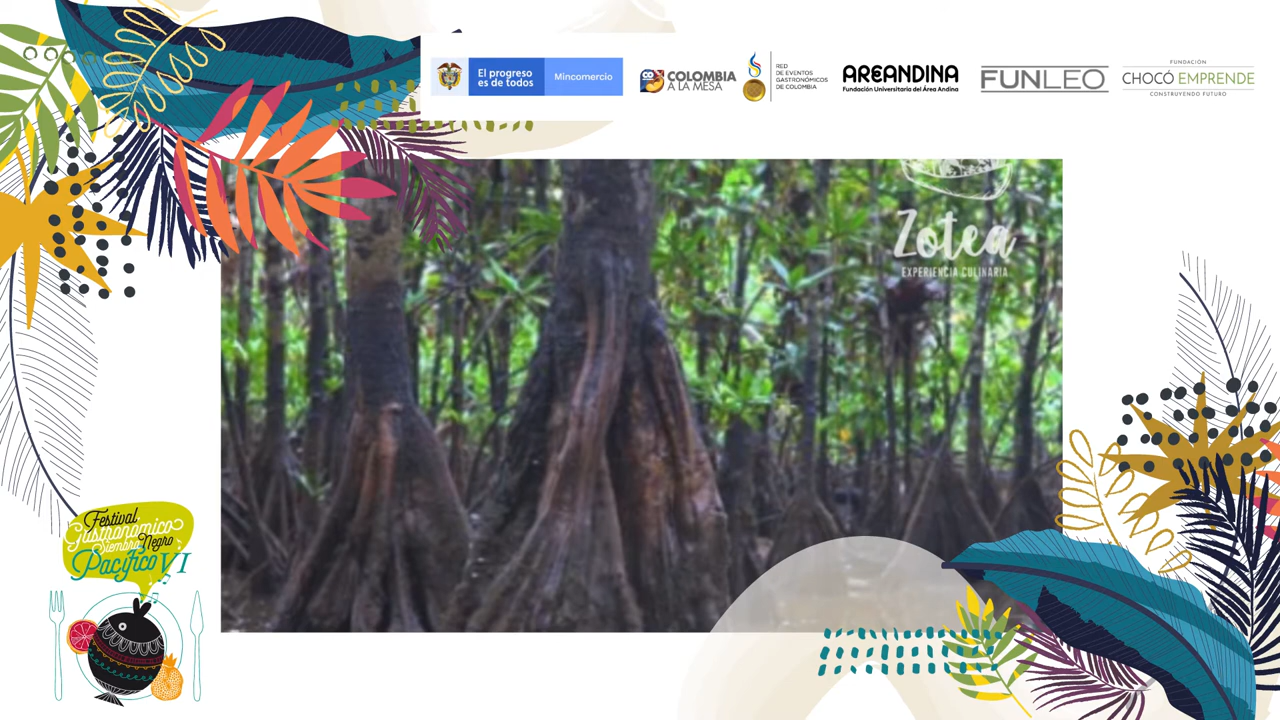 El progreso
es de todos
Mincomercio
CO
COLOMBIA
A LA MESA
RED
DE EVENTOS
GASTRONÓMICOS
DE COLOMBIA
AREANDINA
Fundación Universitaria del Área Andina
FUNLEO
FUNDACIÓN
CHOCÓ EMPRENDE
CONSTRUYENDO FUTURO
Zotea
EXPERIENCIA CULINARIA
Festival
Gastronómico
Siembra Negro
Pacífico VI